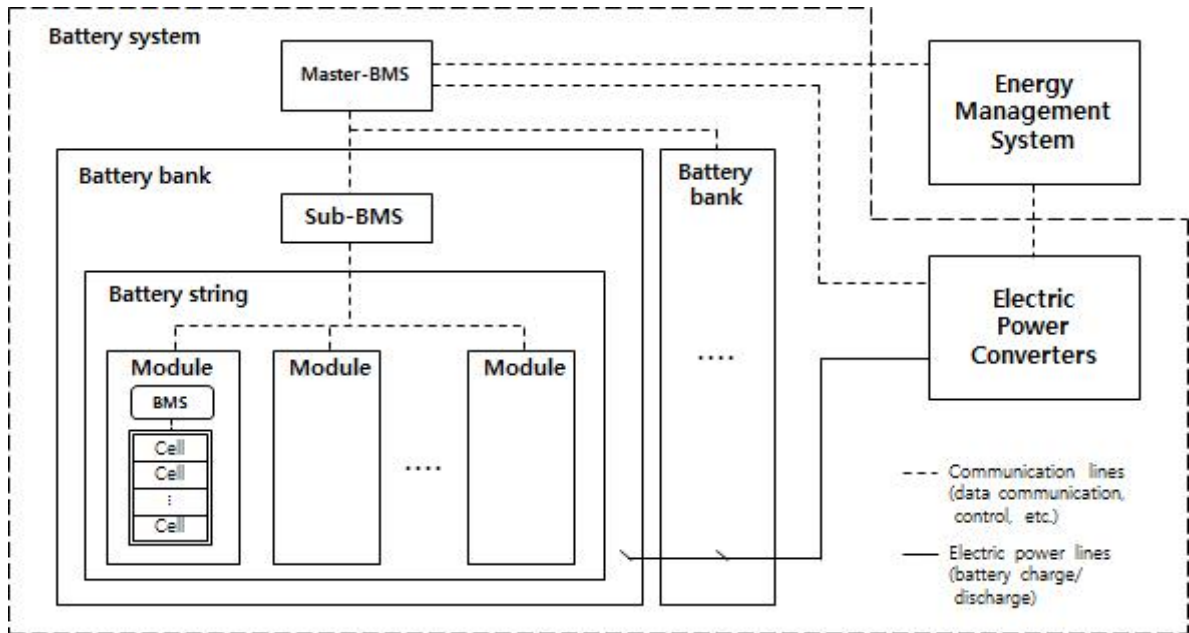 Battery system
Master-BMS
Energy
Management
System
Battery bank
Battery
bank
Sub-BMS
Battery string
Electric
Power
Converters
Module
Module
Module
BMS
Cell
Cell
⋮
Cell
....
....
Communication lines
(data communication,
control, etc.)
Electric power lines
(battery charge/
discharge)